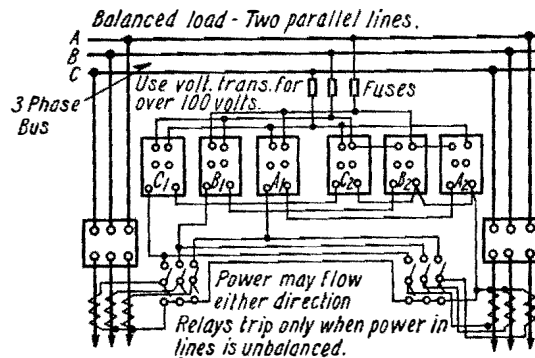 Balanced load - Two parallel lines.
A
B
C
3 Phase
Bus
Use volt. trans. for
over 100 volts.
Fuses
C1 B1 A1 C2 B2 A2
Power may flow
either direction
Relays trip only when power in
lines is unbalanced.